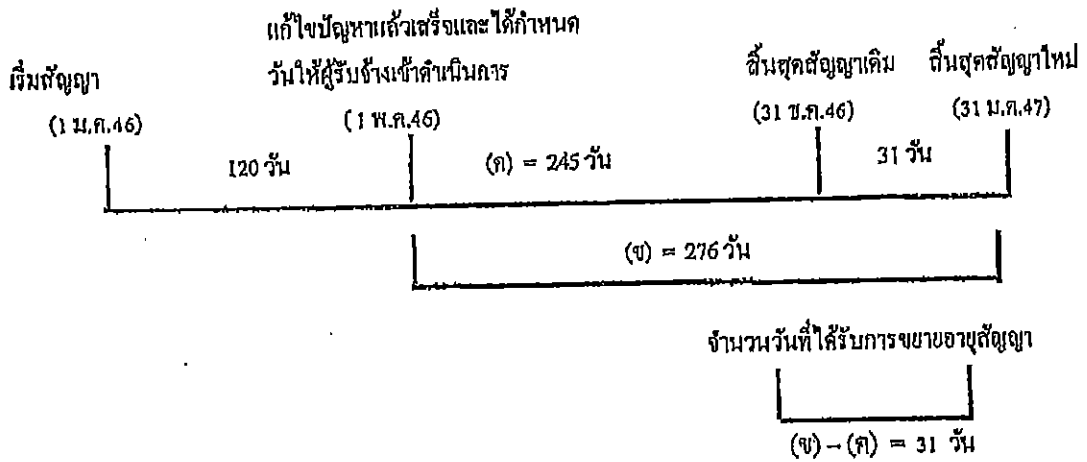 แก้ไขปัญหาแล้วเสร็จและได้กำหนด
วันให้ผู้รับจ้างเข้าดำเนินการ
เริ่มสัญญา
สิ้นสุดสัญญาเดิม
สิ้นสุดสัญญาใหม่
(1 ม.ค.46)
(1 พ.ค.46)
(31 ธ.ค.46)
(31 ม.ค.47)
120 วัน
(ค) = 245 วัน
31 วัน
(ข) = 276 วัน
จำนวนวันที่ได้รับการขยายอายุสัญญา
(ข) – (ค) = 31 วัน